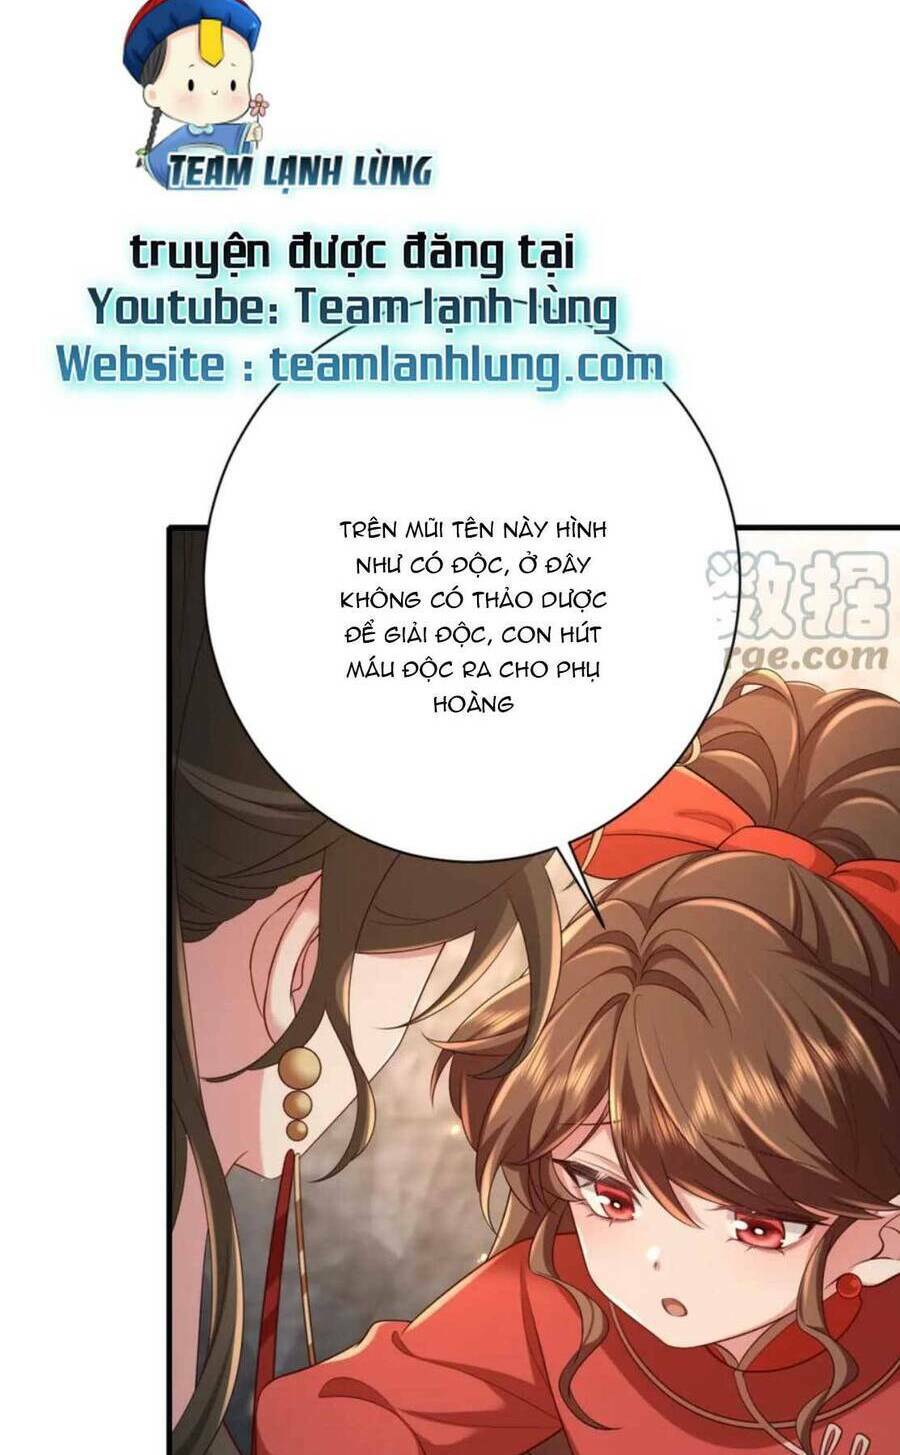 TEAM LẠNH LÙNG
truyện được đăng tại
Youtube: Team lạnh lùng
Website : teamlanhlung.com
TRÊN MŨI TÊN NÀY HÌNH
NHƯ CÓ ĐỘC, Ở ĐÂY
KHÔNG CÓ THẢO DƯỢC
ĐỂ GIẢI ĐỘC, CON HÚT
MÁU ĐỘC RA CHO PHỤ
HOÀNG
数据
rge.com